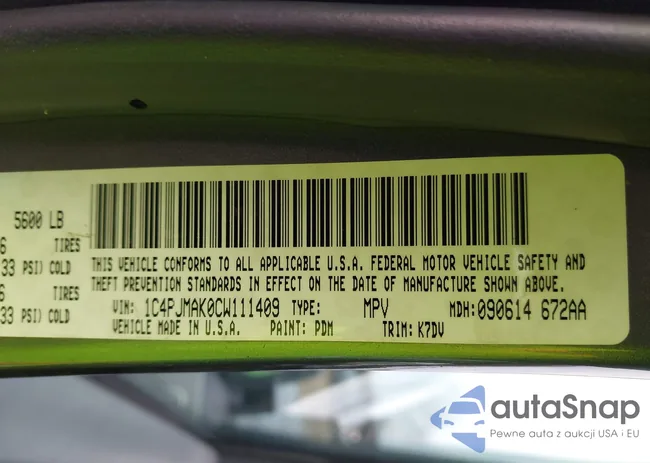 5600 LB
6 TIRES
33 PSI) COLD
6 TIRES
33 PSI) COLD
THIS VEHICLE CONFORMS TO ALL APPLICABLE U.S.A. FEDERAL MOTOR VEHICLE SAFETY AND
THEFT PREVENTION STANDARDS IN EFFECT ON THE DATE OF MANUFACTURE SHOWN ABOVE.
VIN: 1C4PJMAK0CW111409 TYPE: MPV MDH:090614 672AA
VEHICLE MADE IN U.S.A. PAINT: PDM TRIM: K7DV
autaSnap
Pewne auta z aukcji USA i EU